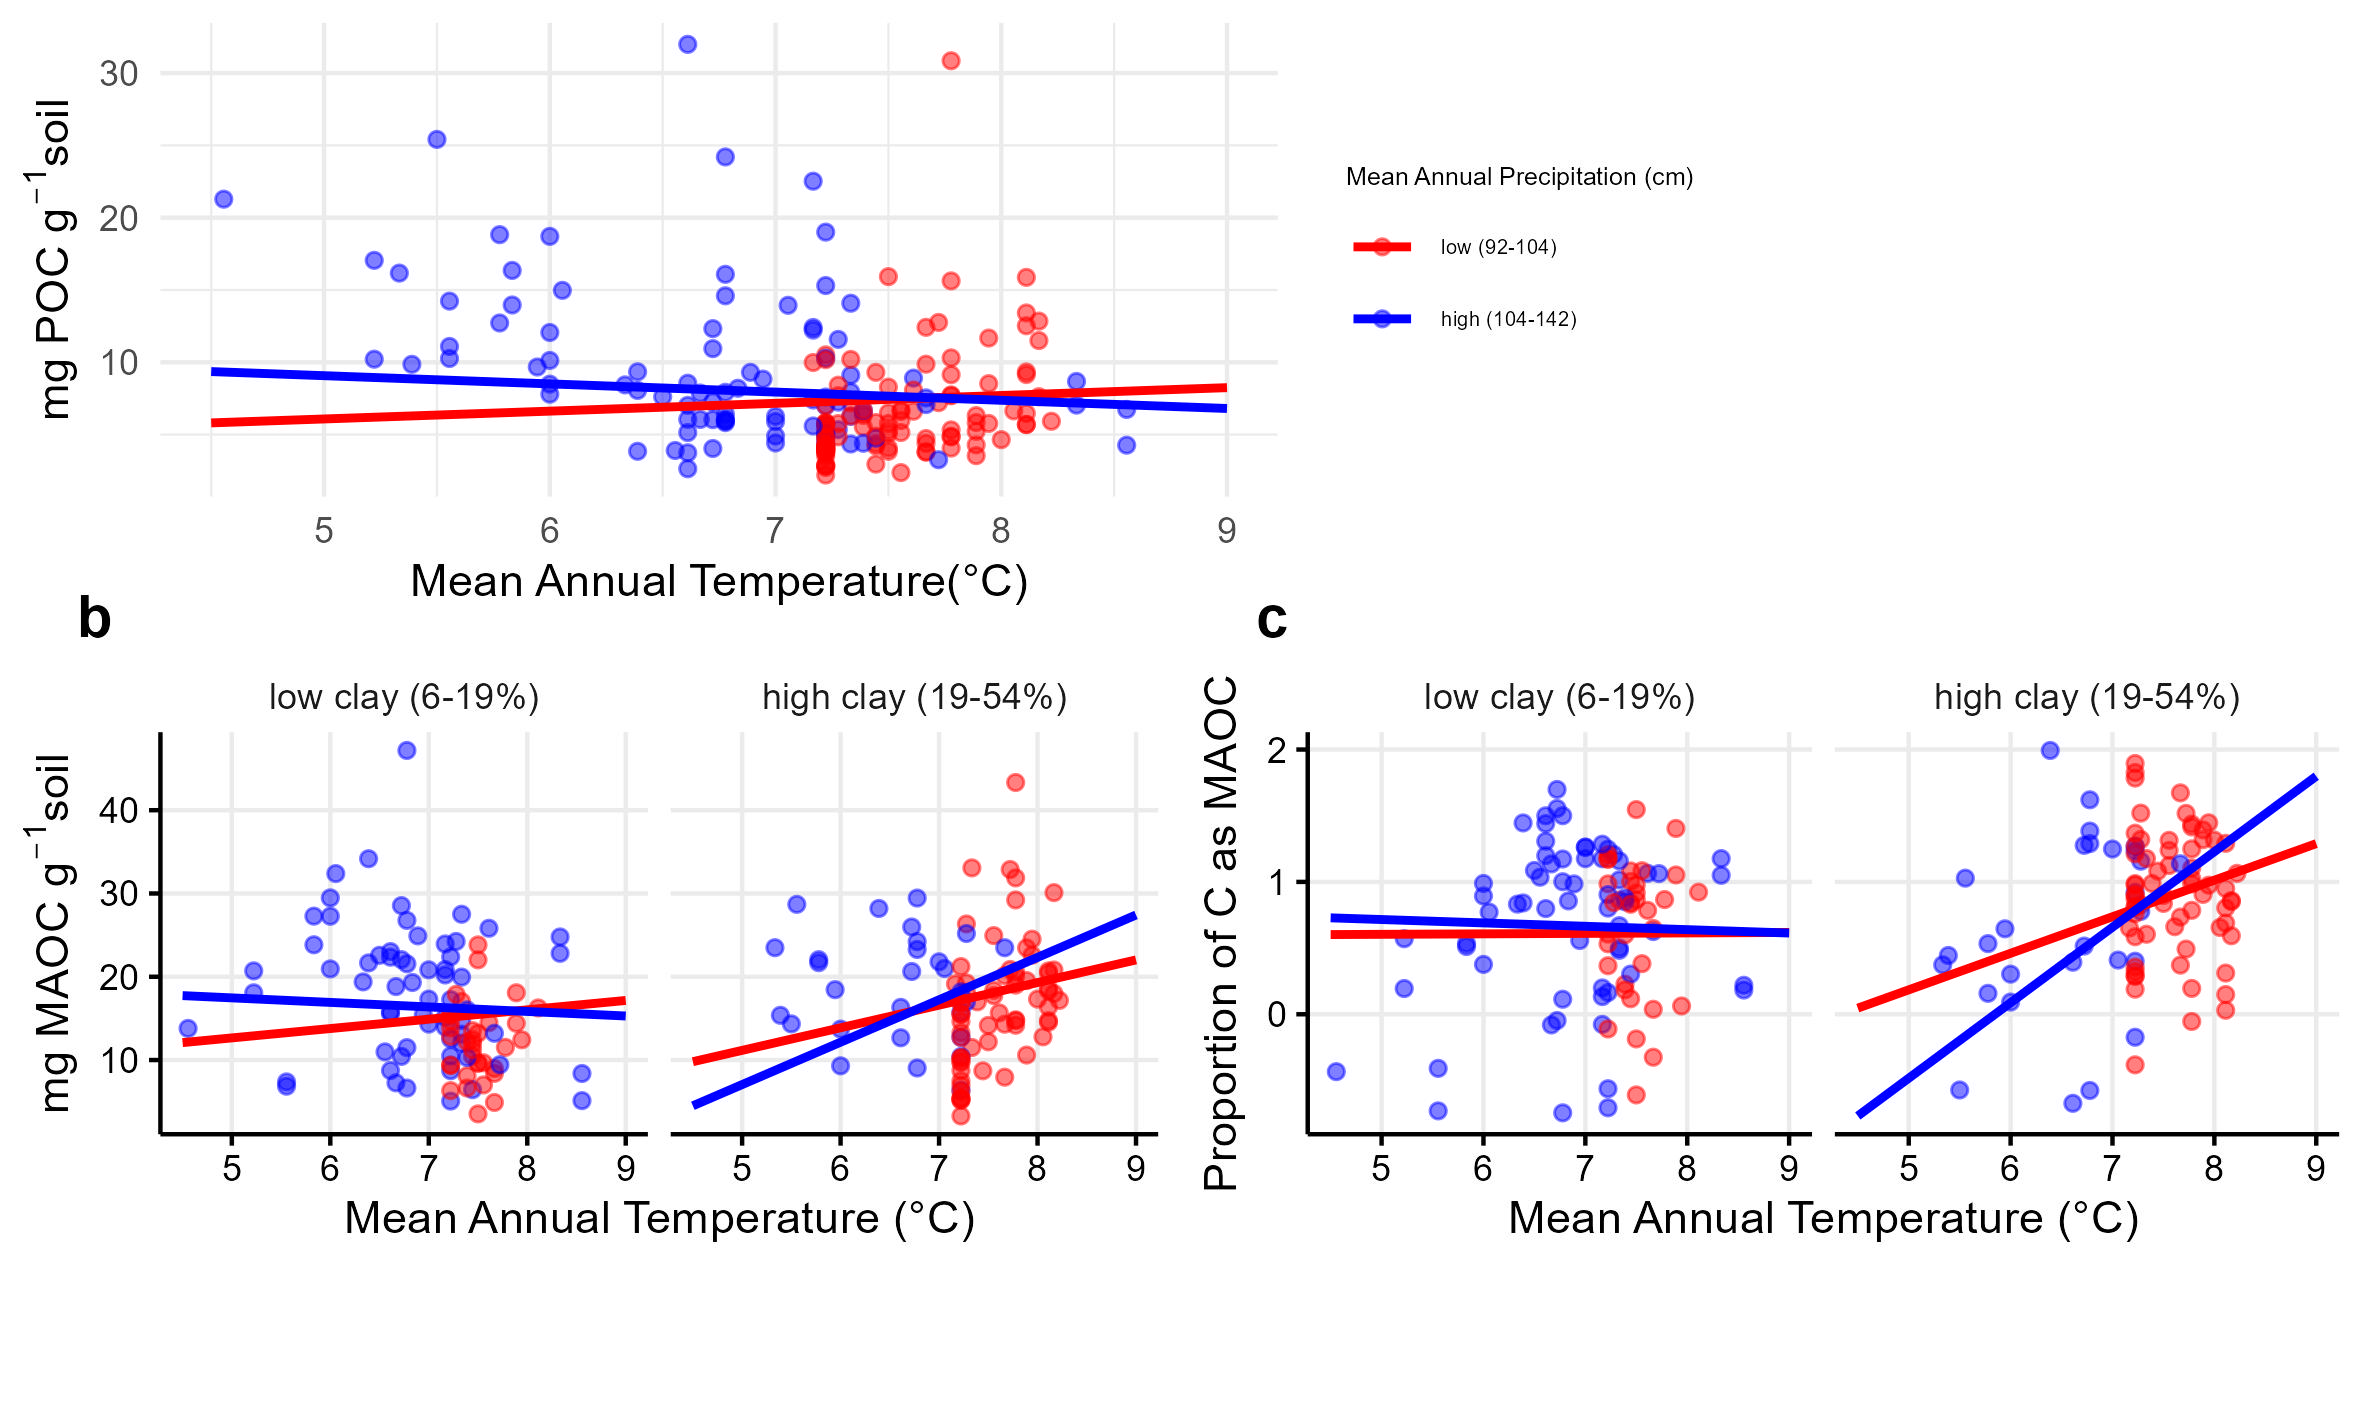 30
20
10
mg POC g⁻¹soil
5 6 7 8 9
Mean Annual Temperature(°C)
Mean Annual Precipitation (cm)
low (92-104)
high (104-142)
b
low clay (6-19%) high clay (19-54%)
40
30
20
10
mg MAOC g⁻¹soil
5 6 7 8 9 5 6 7 8 9
Mean Annual Temperature (°C)
c
low clay (6-19%) high clay (19-54%)
2
1
0
Proportion of C as MAOC
5 6 7 8 9 5 6 7 8 9
Mean Annual Temperature (°C)